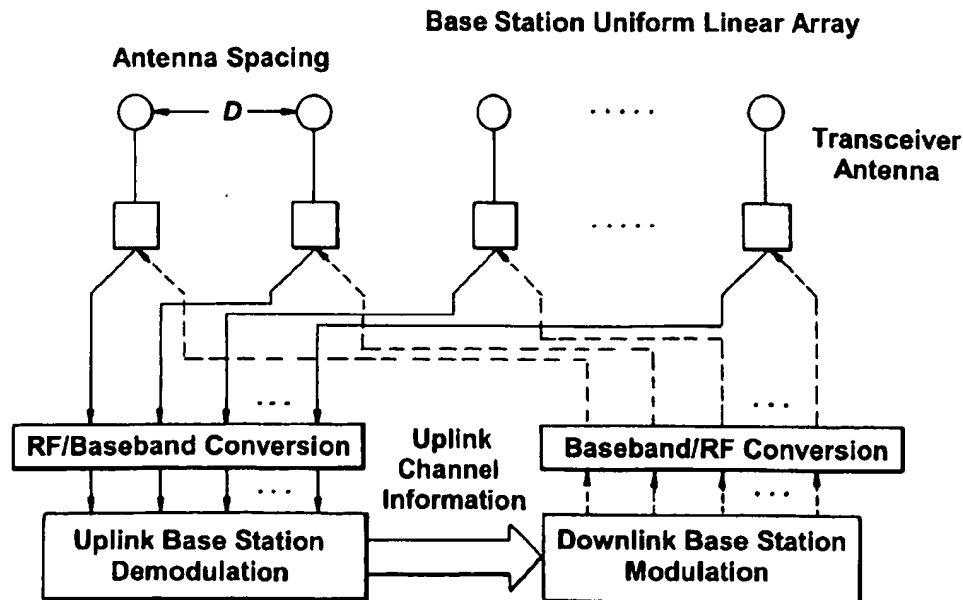 Base Station Uniform Linear Array
Antenna Spacing
D
.....
Transceiver
Antenna
.....
...
...
RF/Baseband Conversion
Uplink
Channel
Information
Baseband/RF Conversion
...
...
Uplink Base Station
Demodulation
Downlink Base Station
Modulation